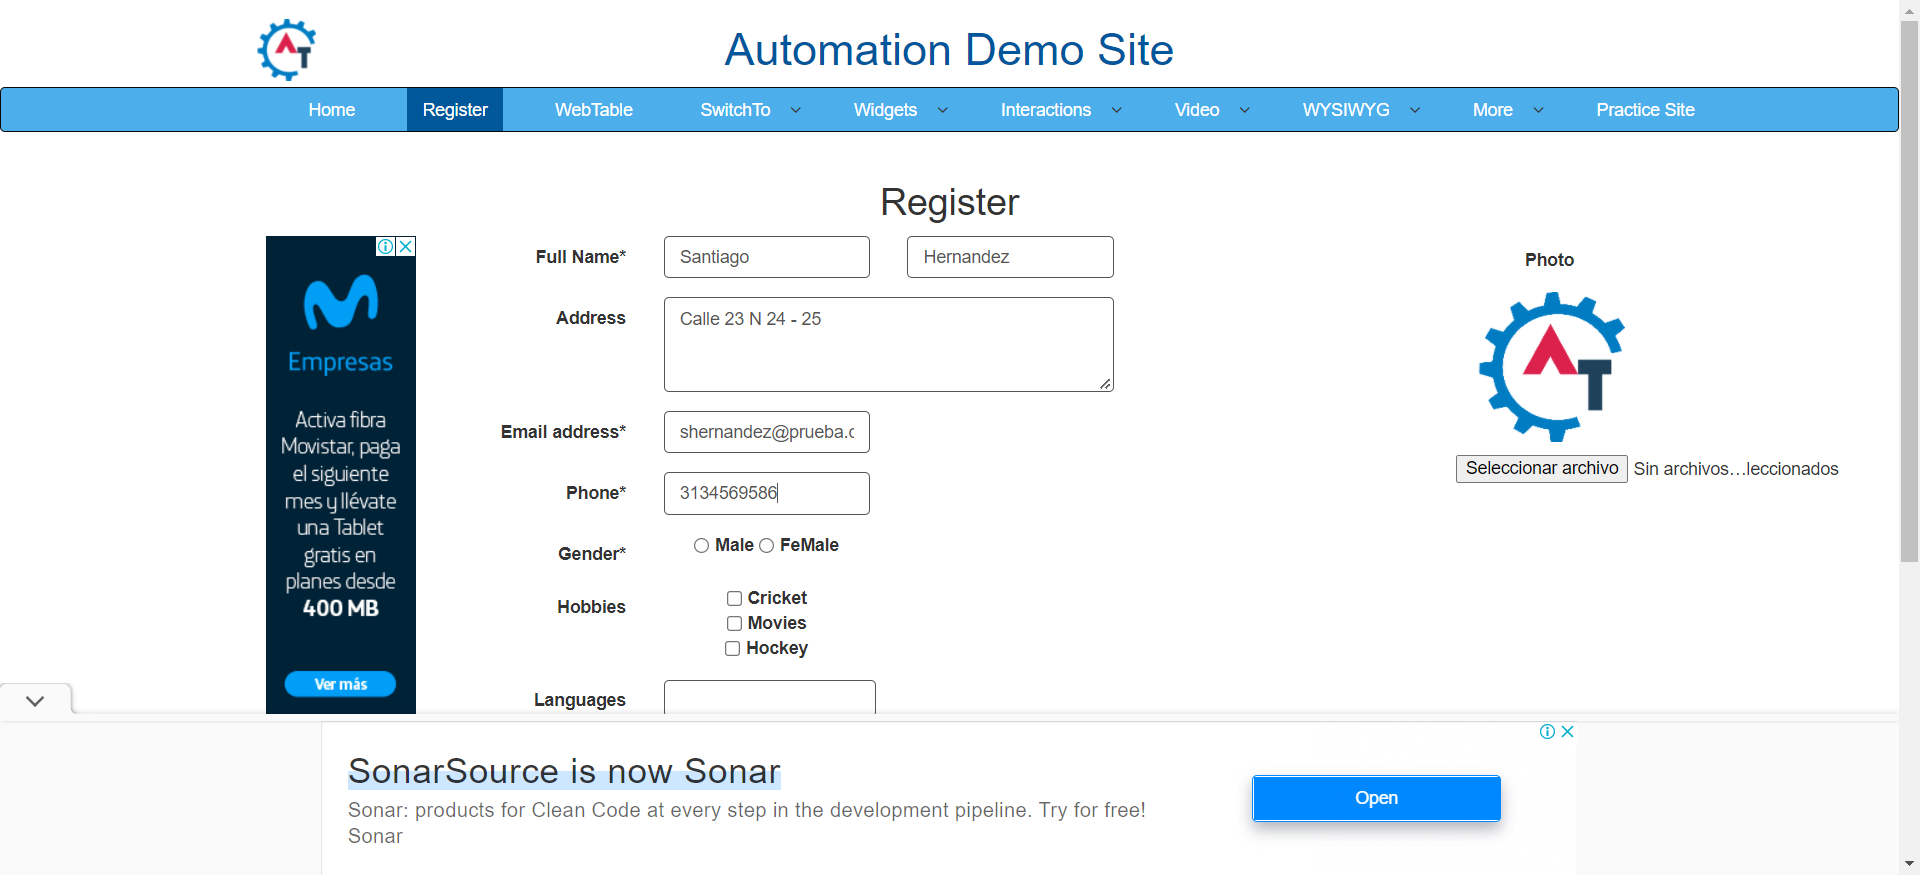 AT
Automation Demo Site
Home Register WebTable SwitchTo Widgets Interactions Video WYSIWYG More Practice Site
Register
Full Name* Santiago Hernandez
Photo
Address Calle 23 N 24 - 25
AT
Email address* shernandez@prueba.c
Seleccionar archivo Sin archivos...leccionados
Phone* 3134569586
Gender* Male FeMale
Hobbies Cricket
Movies
Hockey
Languages
Empresas
Activa fibra
Movistar, paga
el siguiente
mes y llévate
una Tablet
gratis en
planes desde
400 MB
Ver más
SonarSource is now Sonar
Sonar: products for Clean Code at every step in the development pipeline. Try for free!
Sonar
Open